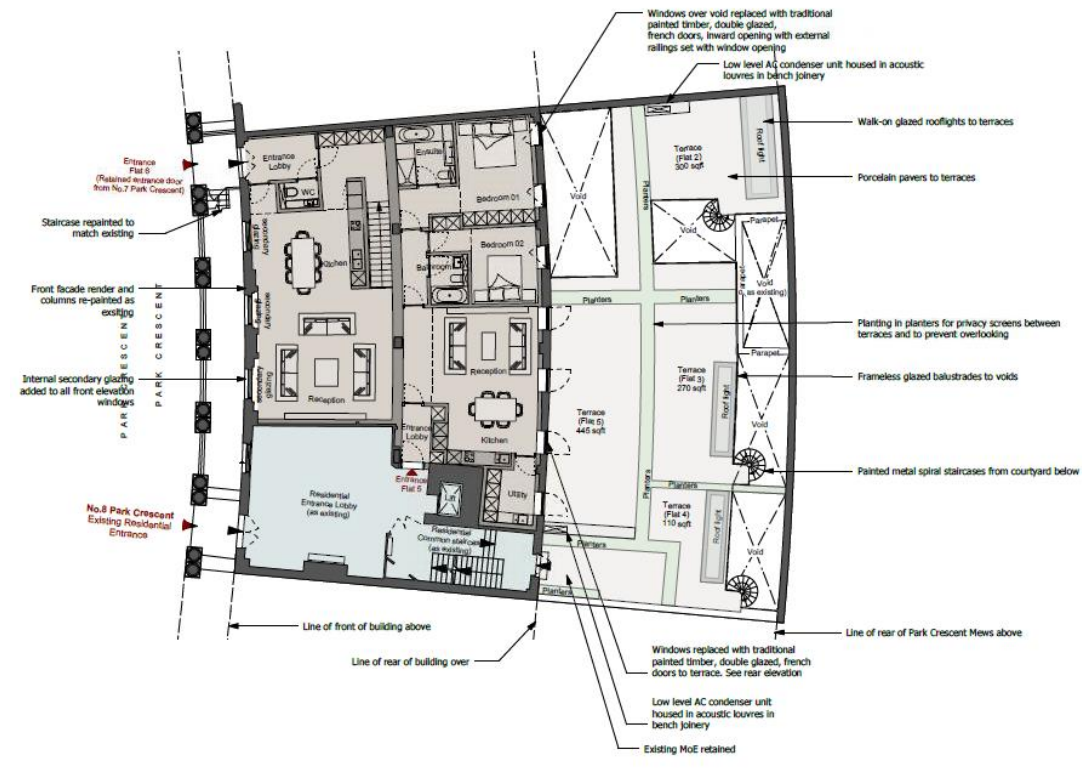 Windows over void replaced with traditional
painted timber, double glazed,
french doors, inward opening with external
railings set with window opening
Low level AC condenser unit housed in acoustic
louvres in bench joinery
Walk-on glazed rooflights to terraces
Porcelain pavers to terraces
Planting in planters for privacy screens between
terraces and to prevent overlooking
Frameless glazed balustrades to voids
Painted metal spiral staircases from courtyard below
Line of rear of Park Crescent Mews above
Windows replaced with traditional
painted timber, double glazed, french
doors to terrace. See rear elevation
Low level AC condenser unit
housed in acoustic louvres in
bench joinery
Existing MoE retained
Line of rear of building over
Line of front of building above
Entrance
Flat 6
(Retained entrance door
from No.7 Park Crescent)
Staircase repainted to
match existing
Front facade render and
columns re-painted as
exsiting
PARK CRESCENT
PARK CRESCENT
Internal secondary glazing
added to all front elevation
windows
No.8 Park Crescent
Existing Residential
Entrance
Entrance
Lobby
WC
secondary
glazing
Kitchen
secondary
glazing
secondary
glazing
Reception
Ensuite
Bedroom 01
Bedroom 02
Bathroom
Reception
Kitchen
Entrance
Lobby
Entrance
Flat 5
Lift
Utility
Residential
Entrance Lobby
(as existing)
Residential
Common staircase
(as existing)
Void
Planters
Terrace
(Flat 2)
300 sqft
Roof light
Void
Parapet
Parapet
Void
(as existing)
Parapet
Planters
Planters
Terrace
(Flat 5)
445 sqft
Terrace
(Flat 3)
270 sqft
Roof light
Void
Planters
Planters
Terrace
(Flat 4)
110 sqft
Roof light
Void
Planters
Planters